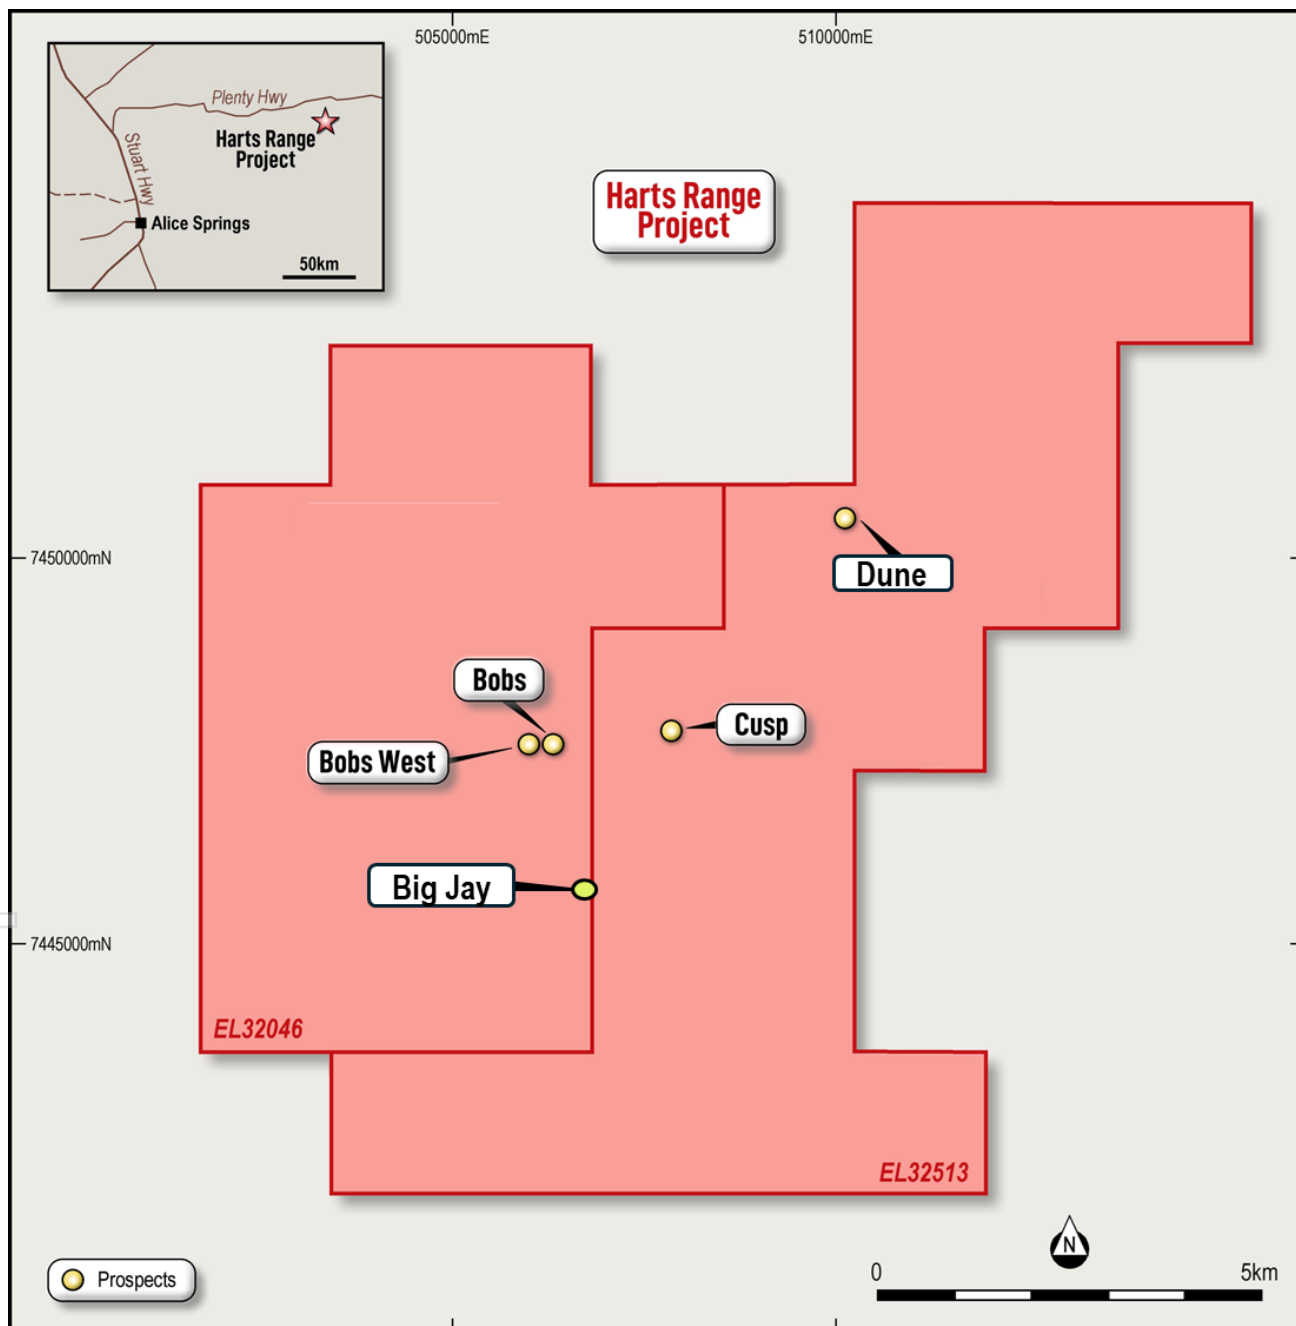 505000mE
510000mE
Plenty Hwy
Harts Range
Project
Stuart Hwy
Alice Springs
50km
Harts Range
Project
7450000mN
Dune
Bobs
Cusp
Bobs West
Big Jay
7445000mN
EL32046
EL32513
N
Prospects
0
5km